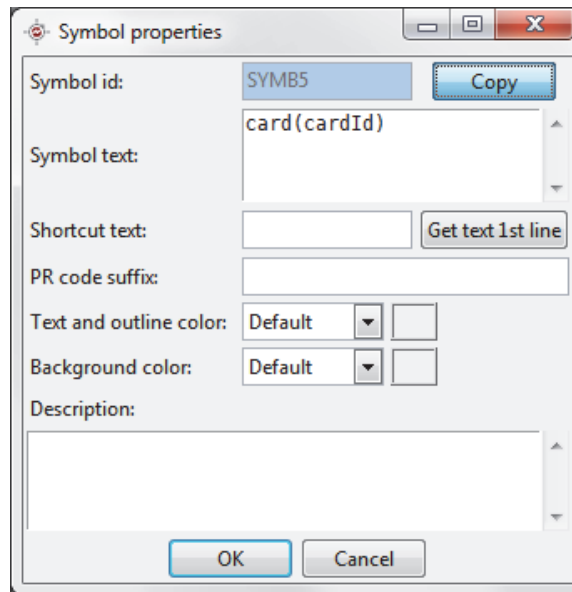 Symbol properties
Symbol id: SYMB5 Copy
Symbol text: card(cardId)
Shortcut text: Get text 1st line
PR code suffix:
Text and outline color: Default
Background color: Default
Description:
OK Cancel